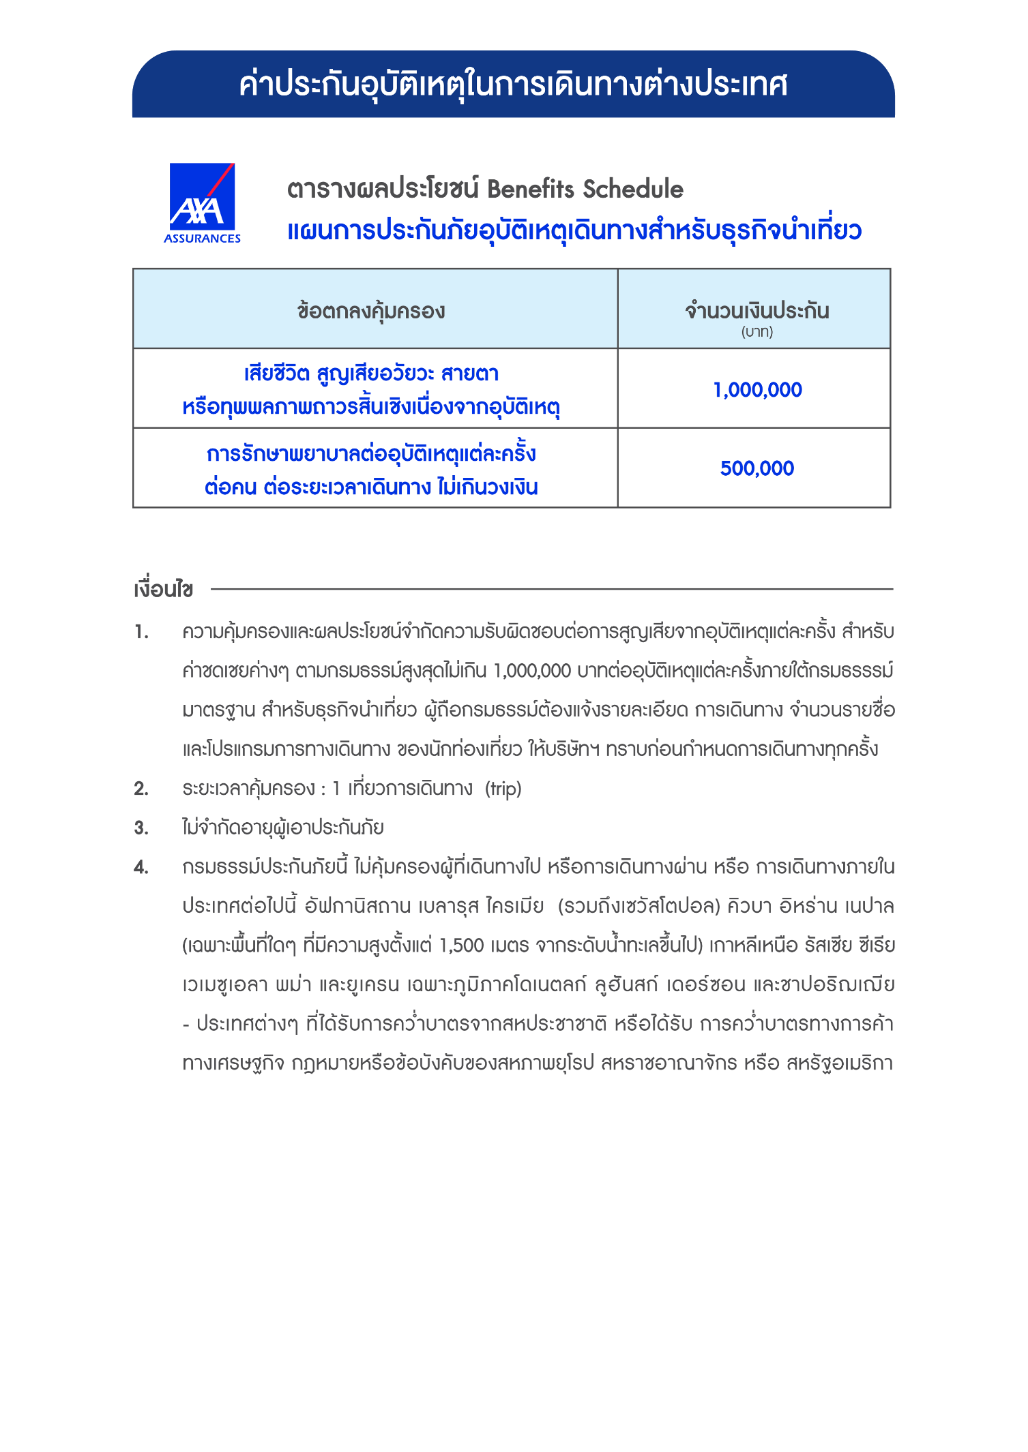 ค่าประกันอุบัติเหตุในการเดินทางต่างประเทศ
AXA
ASSURANCES
ตารางผลประโยชน์ Benefits Schedule
แผนการประกันภัยอุบัติเหตุเดินทางสำหรับธุรกิจนำเที่ยว
ข้อตกลงคุ้มครอง
จำนวนเงินประกัน
(บาท)
เสียชีวิต สูญเสียอวัยวะ สายตา
หรือทุพพลภาพถาวรสิ้นเชิงเนื่องจากอุบัติเหตุ
1,000,000
การรักษาพยาบาลต่ออุบัติเหตุแต่ละครั้ง
ต่อคน ต่อระยะเวลาเดินทาง ไม่เกินวงเงิน
500,000
เงื่อนไข
1. ความคุ้มครองและผลประโยชน์จำกัดความรับผิดชอบต่อการสูญเสียจากอุบัติเหตุแต่ละครั้ง สำหรับ
ค่าชดเชยค่างๆ ตามกรมธรรม์สูงสุดไม่เกิน 1,000,000 บาทต่ออุบัติเหตุแต่ละครั้งภายใต้กรมธรรรม์
มาตรฐาน สำหรับธุรกิจนำเที่ยว ผู้ถือกรมธรรม์ต้องแจ้งรายละเอียด การเดินทาง จำนวนรายชื่อ
และโปรแกรมการทางเดินทาง ของนักท่องเที่ยว ให้บริษัทฯ ทราบก่อนกำหนดการเดินทางทุกครั้ง
2. ระยะเวลาคุ้มครอง : 1 เที่ยวการเดินทาง (trip)
3. ไม่จำกัดอายุผู้เอาประกันภัย
4. กรมธรรม์ประกันภัยนี้ ไม่คุ้มครองผู้ที่เดินทางไป หรือการเดินทางผ่าน หรือ การเดินทางภายใน
ประเทศต่อไปนี้ อัฟกานิสถาน เบลารุส ไครเมีย (รวมถึงเซวัสโตปอล) คิวบา อิหร่าน เนปาล
(เฉพาะพื้นที่ใดๆ ที่มีความสูงตั้งแต่ 1,500 เมตร จากระดับน้ำทะเลขึ้นไป) เกาหลีเหนือ รัสเซีย ซีเรีย
เวเมซูเอลา พม่า และยูเครน เฉพาะภูมิภาคโดเนตลก์ ลูฮันสก์ เดอร์ซอน และซาปอริฌเฌีย
- ประเทศต่างๆ ที่ได้รับการคว่ำบาตรจากสหประชาชาติ หรือได้รับ การคว่ำบาตรทางการค้า
ทางเศรษฐกิจ กฎหมายหรือข้อบังคับของสหภาพยุโรป สหราชอาณาจักร หรือ สหรัฐอเมริกา